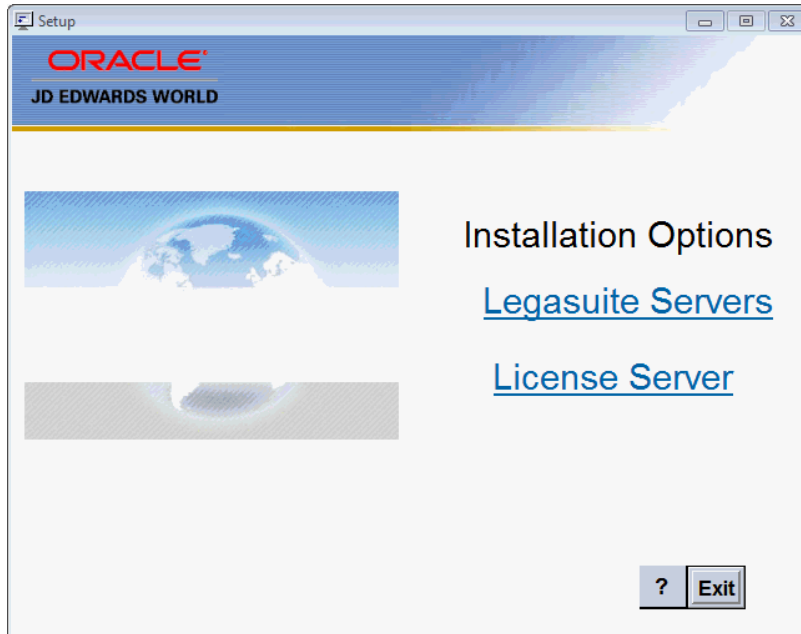 Setup
ORACLE
JD EDWARDS WORLD
Installation Options
Legasuite Servers
License Server
? Exit